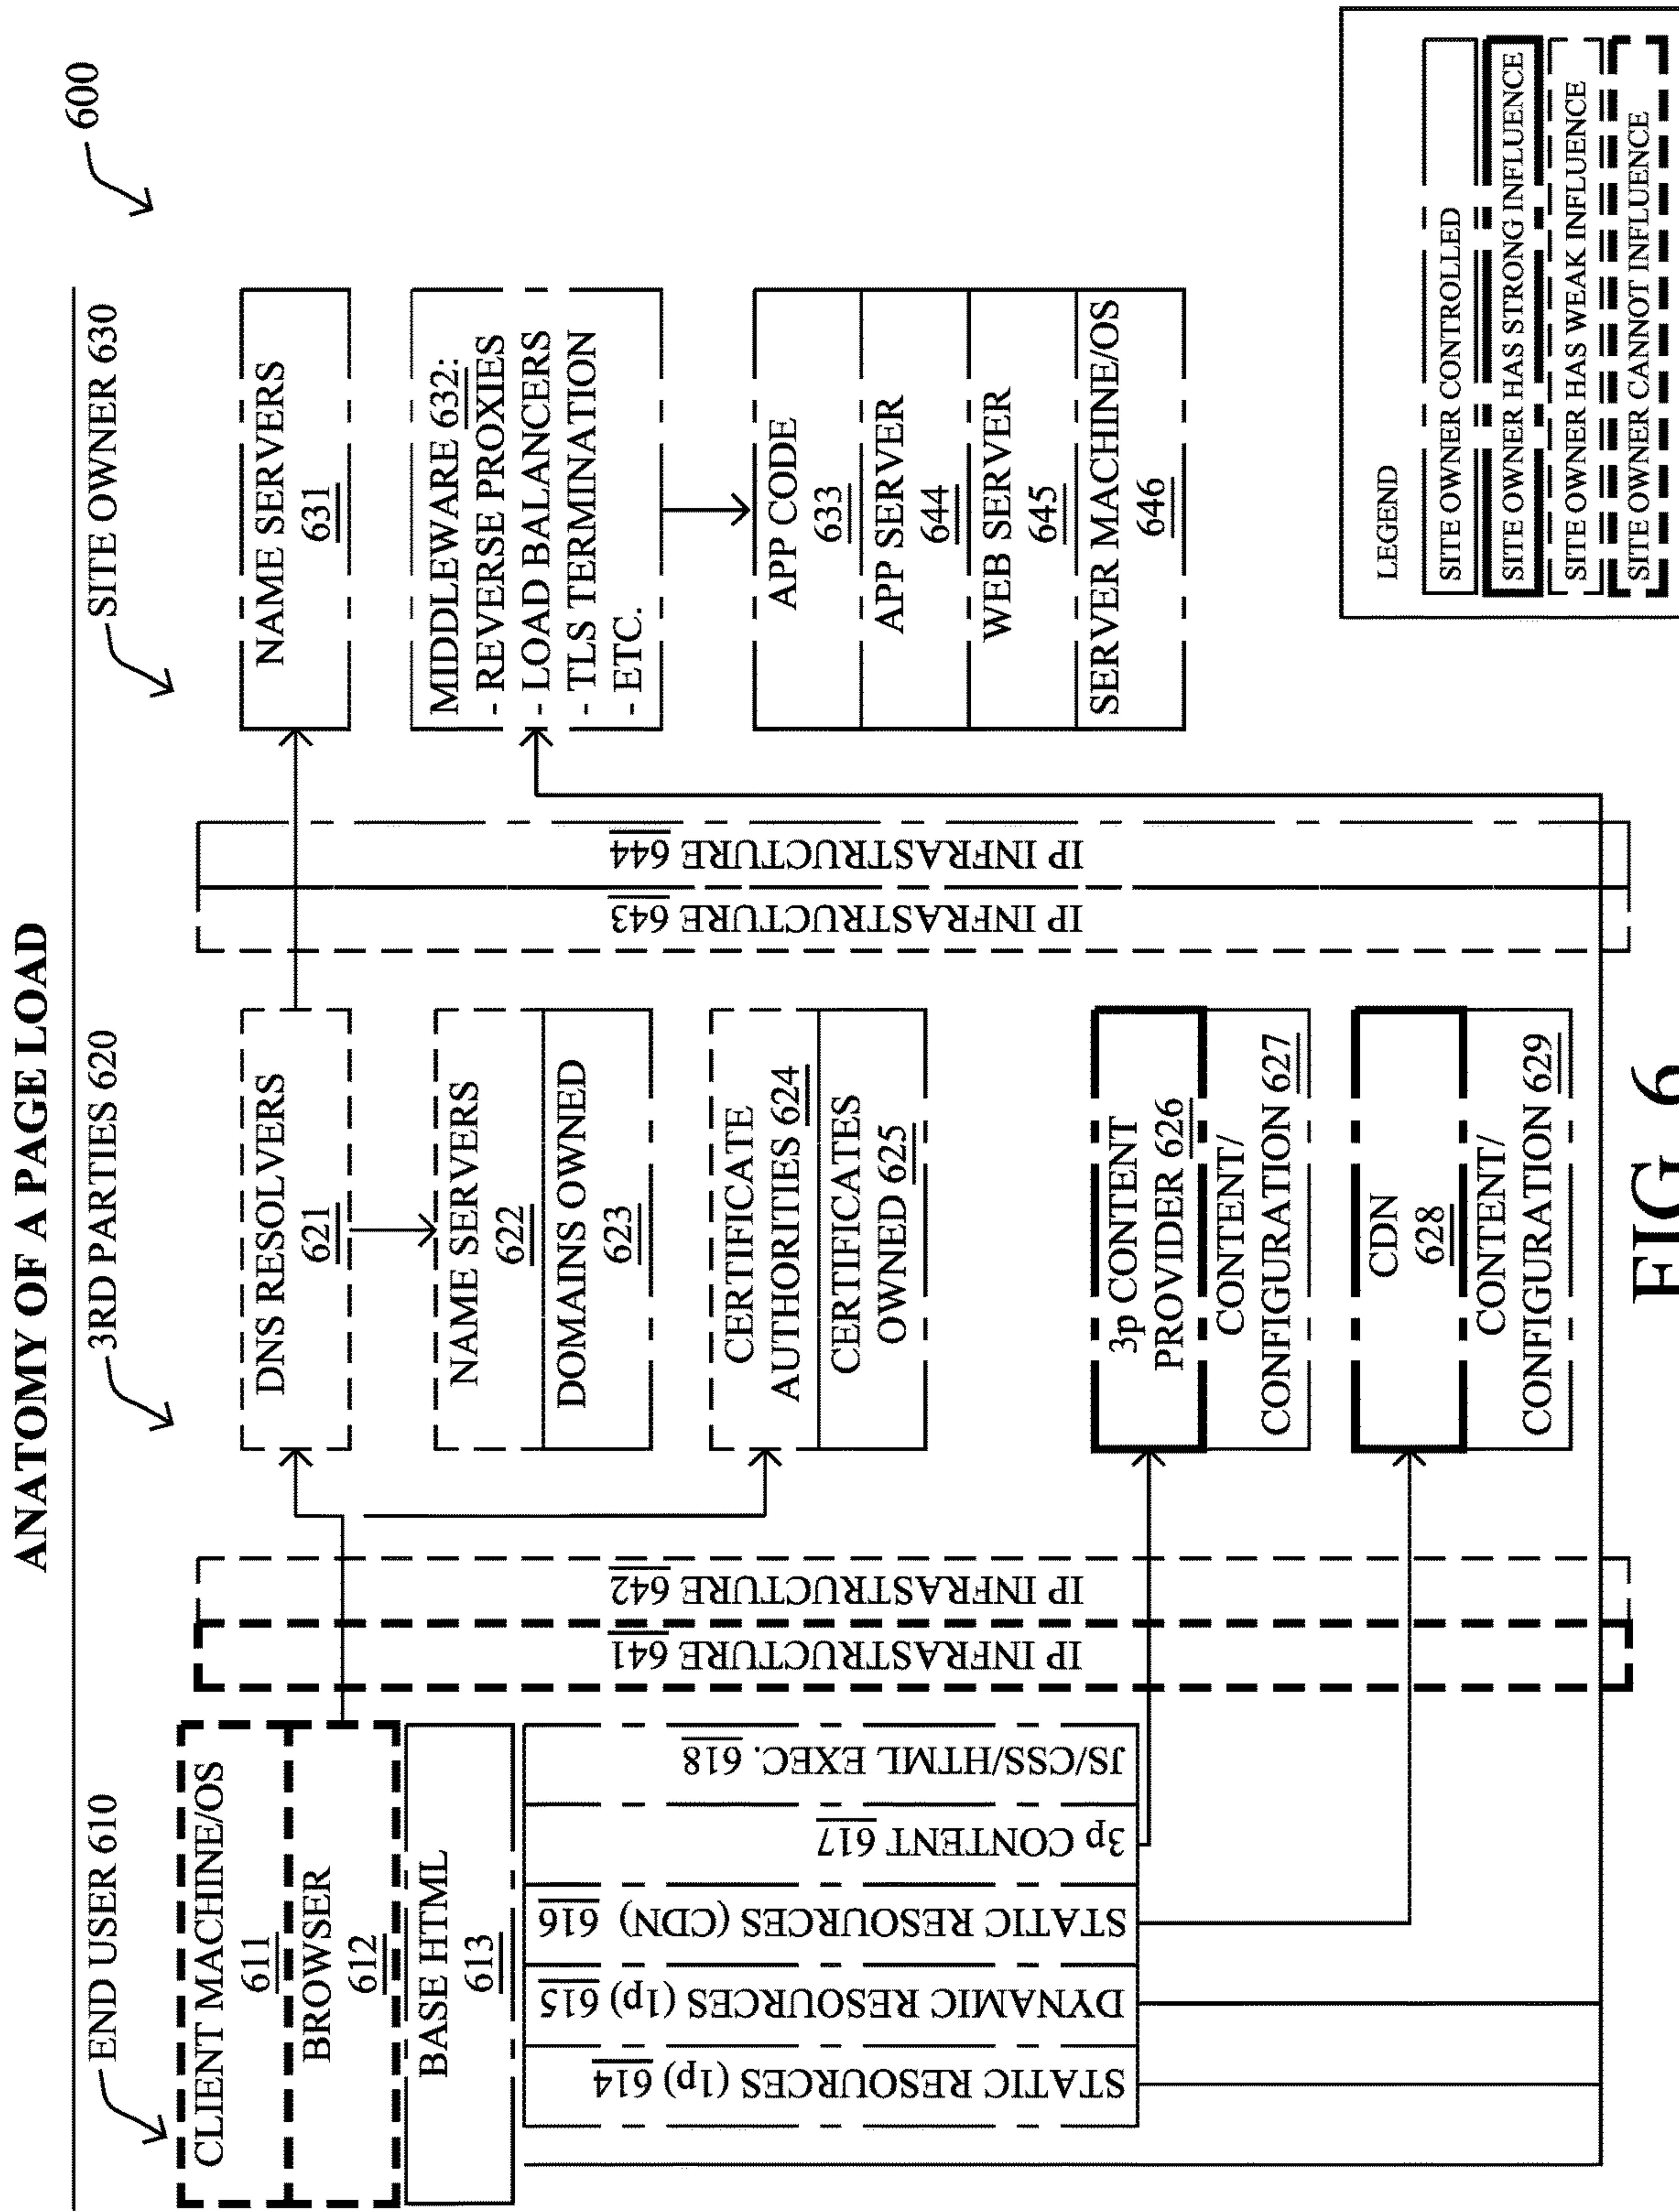 ANATOMY OF A PAGE LOAD
600
END USER 610
3RD PARTIES 620
SITE OWNER 630
CLIENT MACHINE/OS
611
BROWSER
612
BASE HTML
613
STATIC RESOURCES (1p) 614
DYNAMIC RESOURCES (1p) 615
STATIC RESOURCES (CDN) 616
3p CONTENT 617
JS/CSS/HTML EXEC. 618
IP INFRASTRUCTURE 641
IP INFRASTRUCTURE 642
DNS RESOLVERS
621
NAME SERVERS
622
DOMAINS OWNED
623
CERTIFICATE
AUTHORITIES 624
CERTIFICATES
OWNED 625
3p CONTENT
PROVIDER 626
CONTENT/
CONFIGURATION 627
CDN
628
CONTENT/
CONFIGURATION 629
IP INFRASTRUCTURE 643
IP INFRASTRUCTURE 644
NAME SERVERS
631
MIDDLEWARE 632:
- REVERSE PROXIES
- LOAD BALANCERS
- TLS TERMINATION
- ETC.
APP CODE
633
APP SERVER
644
WEB SERVER
645
SERVER MACHINE/OS
646
LEGEND
SITE OWNER CONTROLLED
SITE OWNER HAS STRONG INFLUENCE
SITE OWNER HAS WEAK INFLUENCE
SITE OWNER CANNOT INFLUENCE
FIG. 6